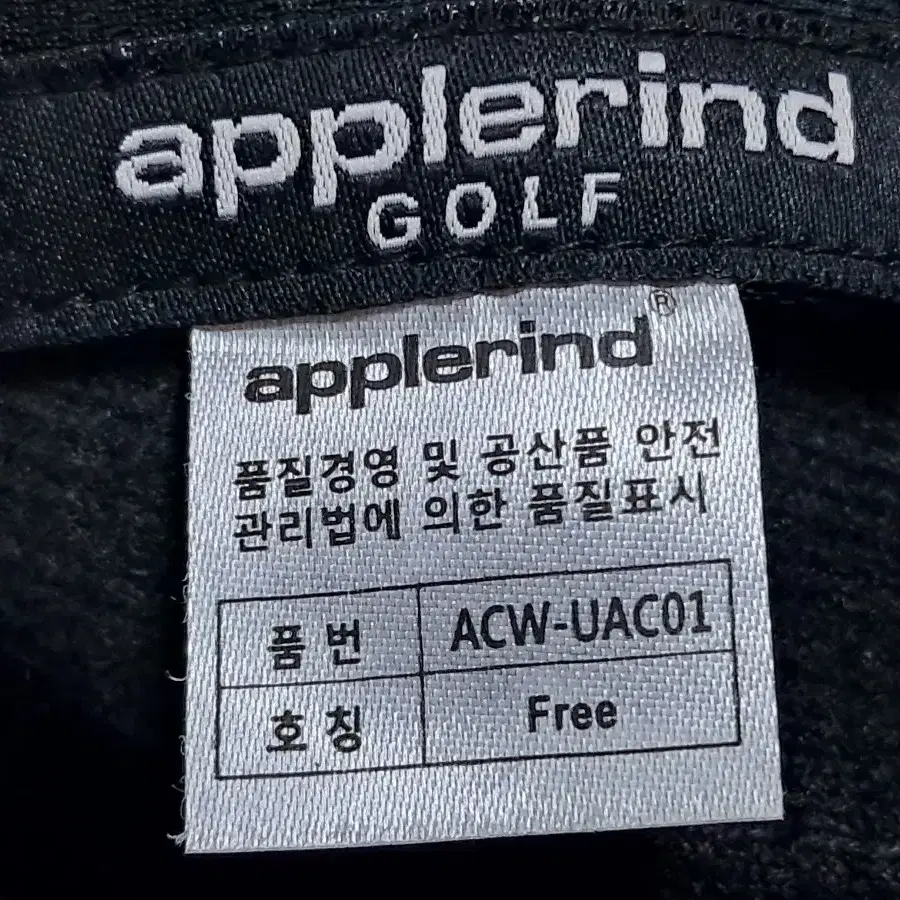 applerind
GOLF
applerind®
품질경영 및 공산품 안전
관리법에 의한 품질표시
품 번 ACW-UAC01
호 칭 Free